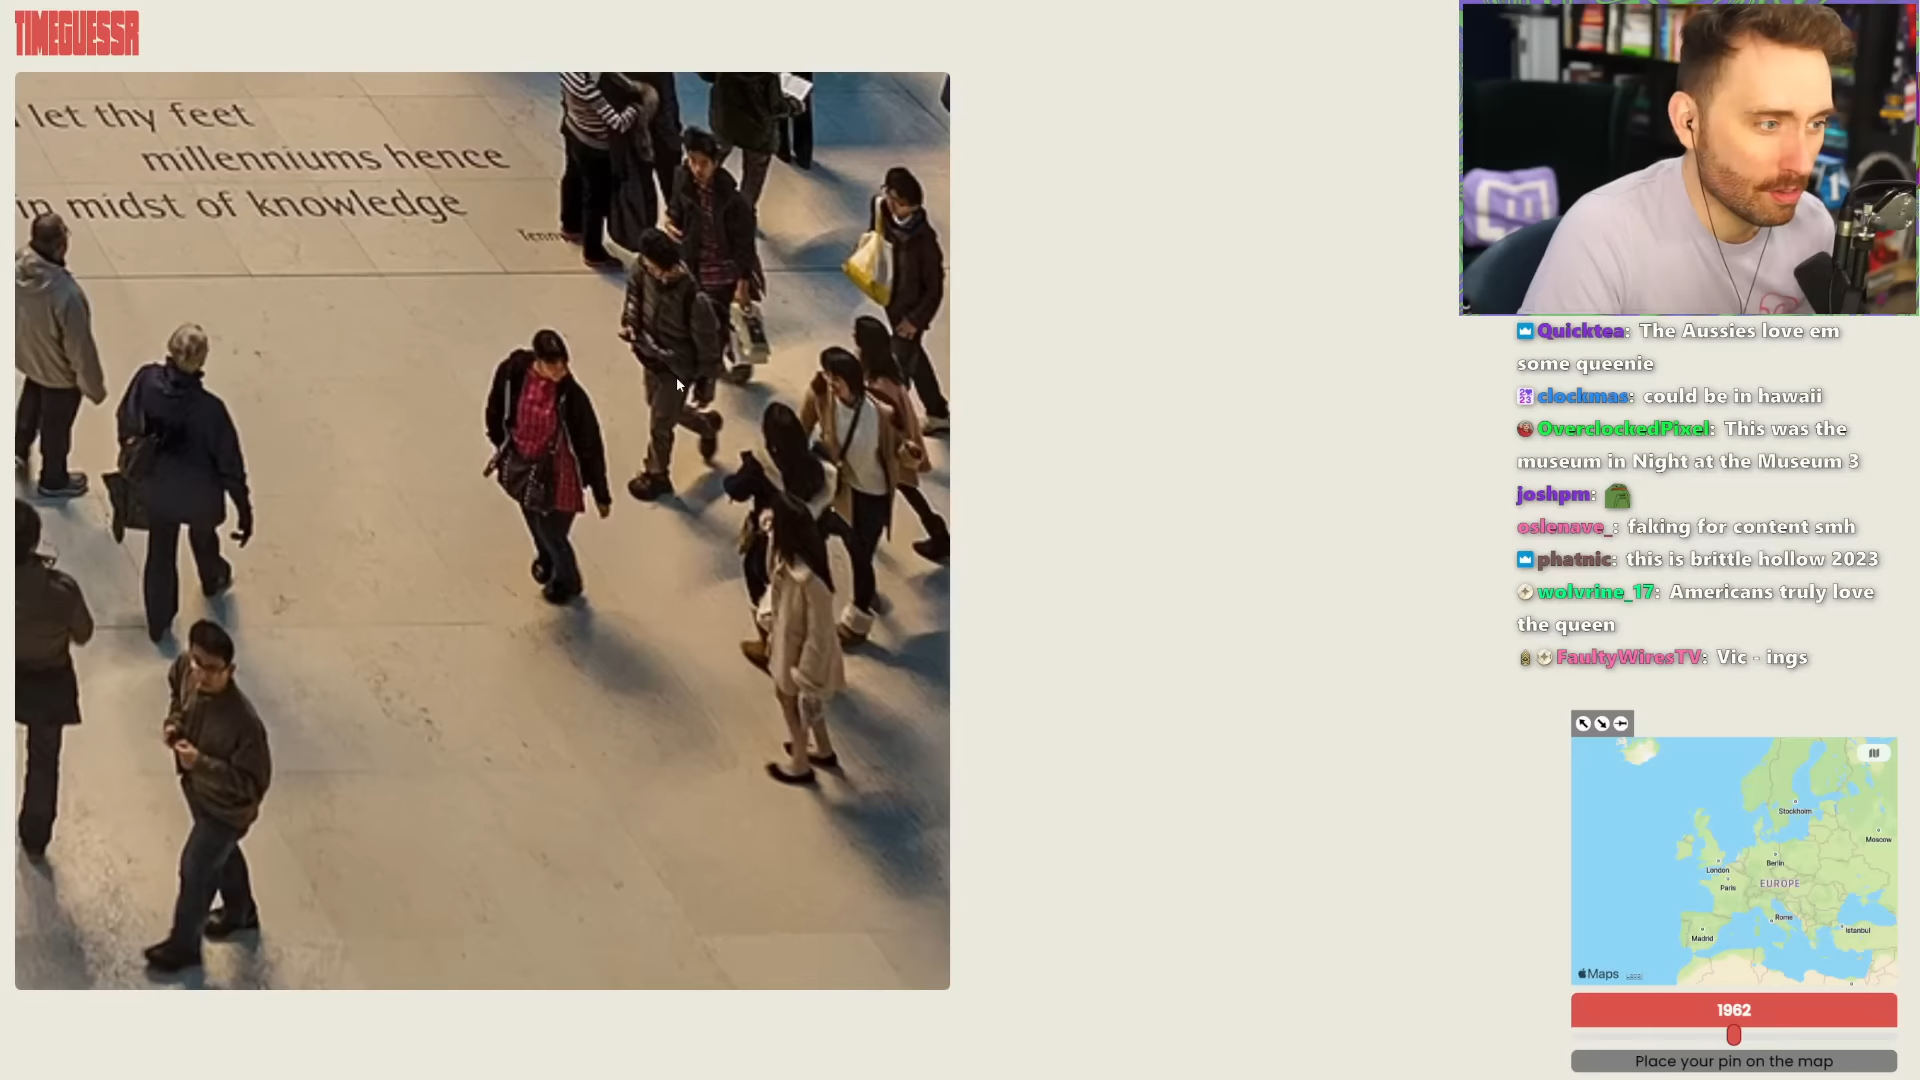 TIMEGUESSR
let thy feet
millenniums hence
in midst of knowledge
Quicktea: The Aussies love em
some queenie
clockmas: could be in hawaii
OverclockedPixel: This was the
museum in Night at the Museum 3
joshpm:
oslenave_: faking for content smh
phatnic: this is brittle hollow 2023
wolvrine_17: Americans truly love
the queen
FaultyWiresTV: Vic - ings
Stockholm
Moscow
Berlin
London
EUROPE
Paris
Rome
Istanbul
Madrid
Maps
1962
Place your pin on the map